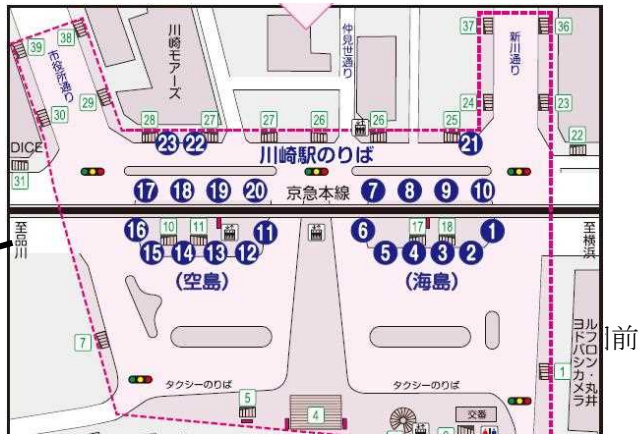 37
36
38
39
市役所通り
川崎モアーズ
仲見世通り
新川通り
29
30
24
23
28
27
27
26
26
25
22
23
22
21
DICE
31
川崎駅のりば
17
18
19
20
京急本線
7
8
9
10
至品川
16
15
14
13
12
11
10
11
(空島)
6
5
4
3
2
1
17
18
(海島)
至横浜
7
タクシーのりば
タクシーのりば
5
4
交番
1
ルフロン・丸井
ヨドバシカメラ
前